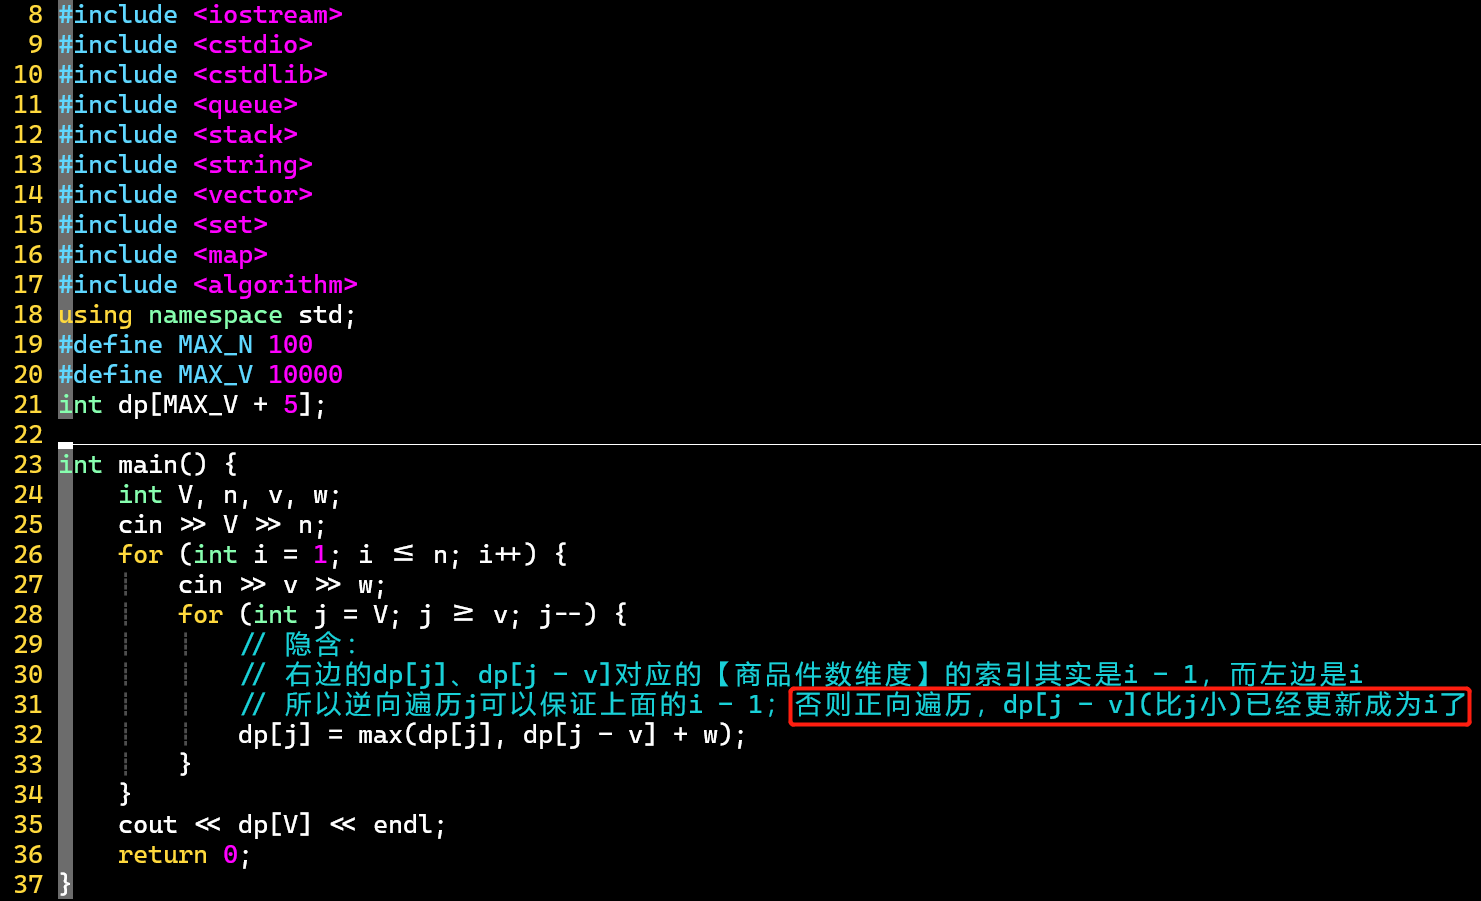 8 #include <iostream>
9 #include <cstdio>
10 #include <cstdlib>
11 #include <queue>
12 #include <stack>
13 #include <string>
14 #include <vector>
15 #include <set>
16 #include <map>
17 #include <algorithm>
18 using namespace std;
19 #define MAX_N 100
20 #define MAX_V 10000
21 int dp[MAX_V + 5];
22
23 int main() {
24     int V, n, v, w;
25     cin >> V >> n;
26     for (int i = 1; i <= n; i++) {
27         cin >> v >> w;
28         for (int j = V; j >= v; j--) {
29             // 隐含：
30             // 右边的dp[j]、dp[j - v]对应的【商品件数维度】的索引其实是i - 1，而左边是i
31             // 所以逆向遍历j可以保证上面的i - 1；否则正向遍历，dp[j - v](比j小)已经更新成为i了
32             dp[j] = max(dp[j], dp[j - v] + w);
33         }
34     }
35     cout << dp[V] << endl;
36     return 0;
37 }